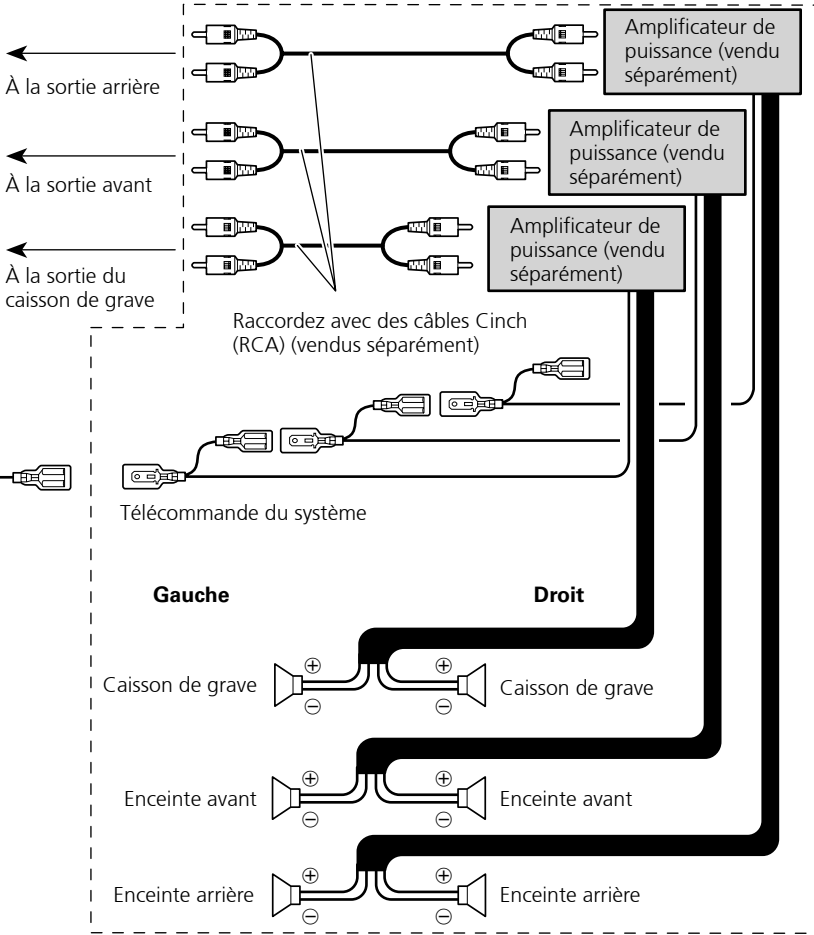 Amplificateur de
puissance (vendu
séparément)
À la sortie arrière
Amplificateur de
puissance (vendu
séparément)
À la sortie avant
Amplificateur de
puissance (vendu
séparément)
À la sortie du
caisson de grave
Raccordez avec des câbles Cinch
(RCA) (vendus séparément)
Télécommande du système
Gauche
Droit
⊕
⊕
Caisson de grave
Caisson de grave
⊖
⊖
⊕
⊕
Enceinte avant
Enceinte avant
⊖
⊖
⊕
⊕
Enceinte arrière
Enceinte arrière
⊖
⊖